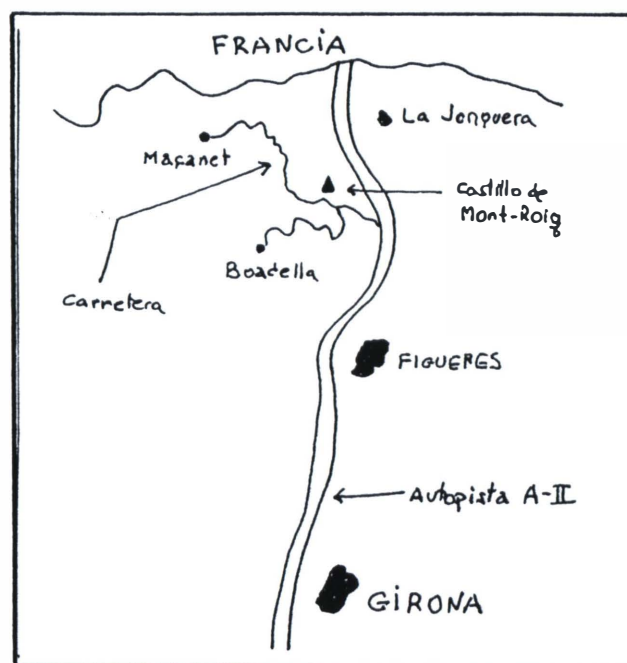 FRANCIA
La Jonquera
Maçanet
Castillo de
Mont-Roig
Boadella
Carretera
FIGUERES
Autopista A-II
GIRONA